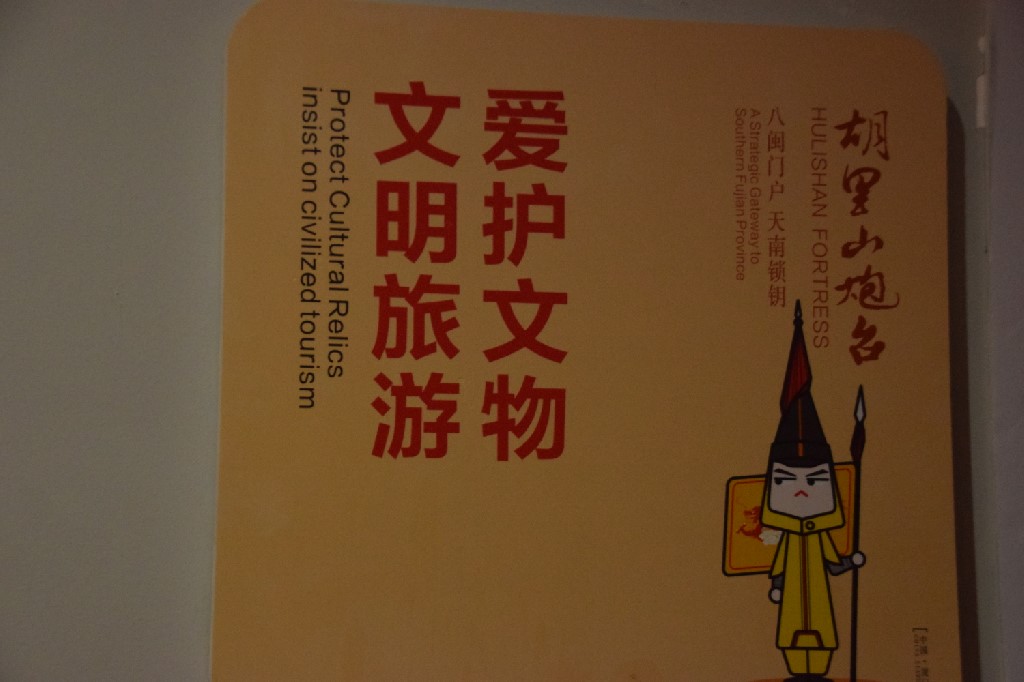 胡里山炮台
HULISHAN FORTRESS
八闽门户 天南锁钥
A Strategic Gateway to
Southern Fujian Province
爱护文物
文明旅游
Protect Cultural Relics
insist on civilized tourism